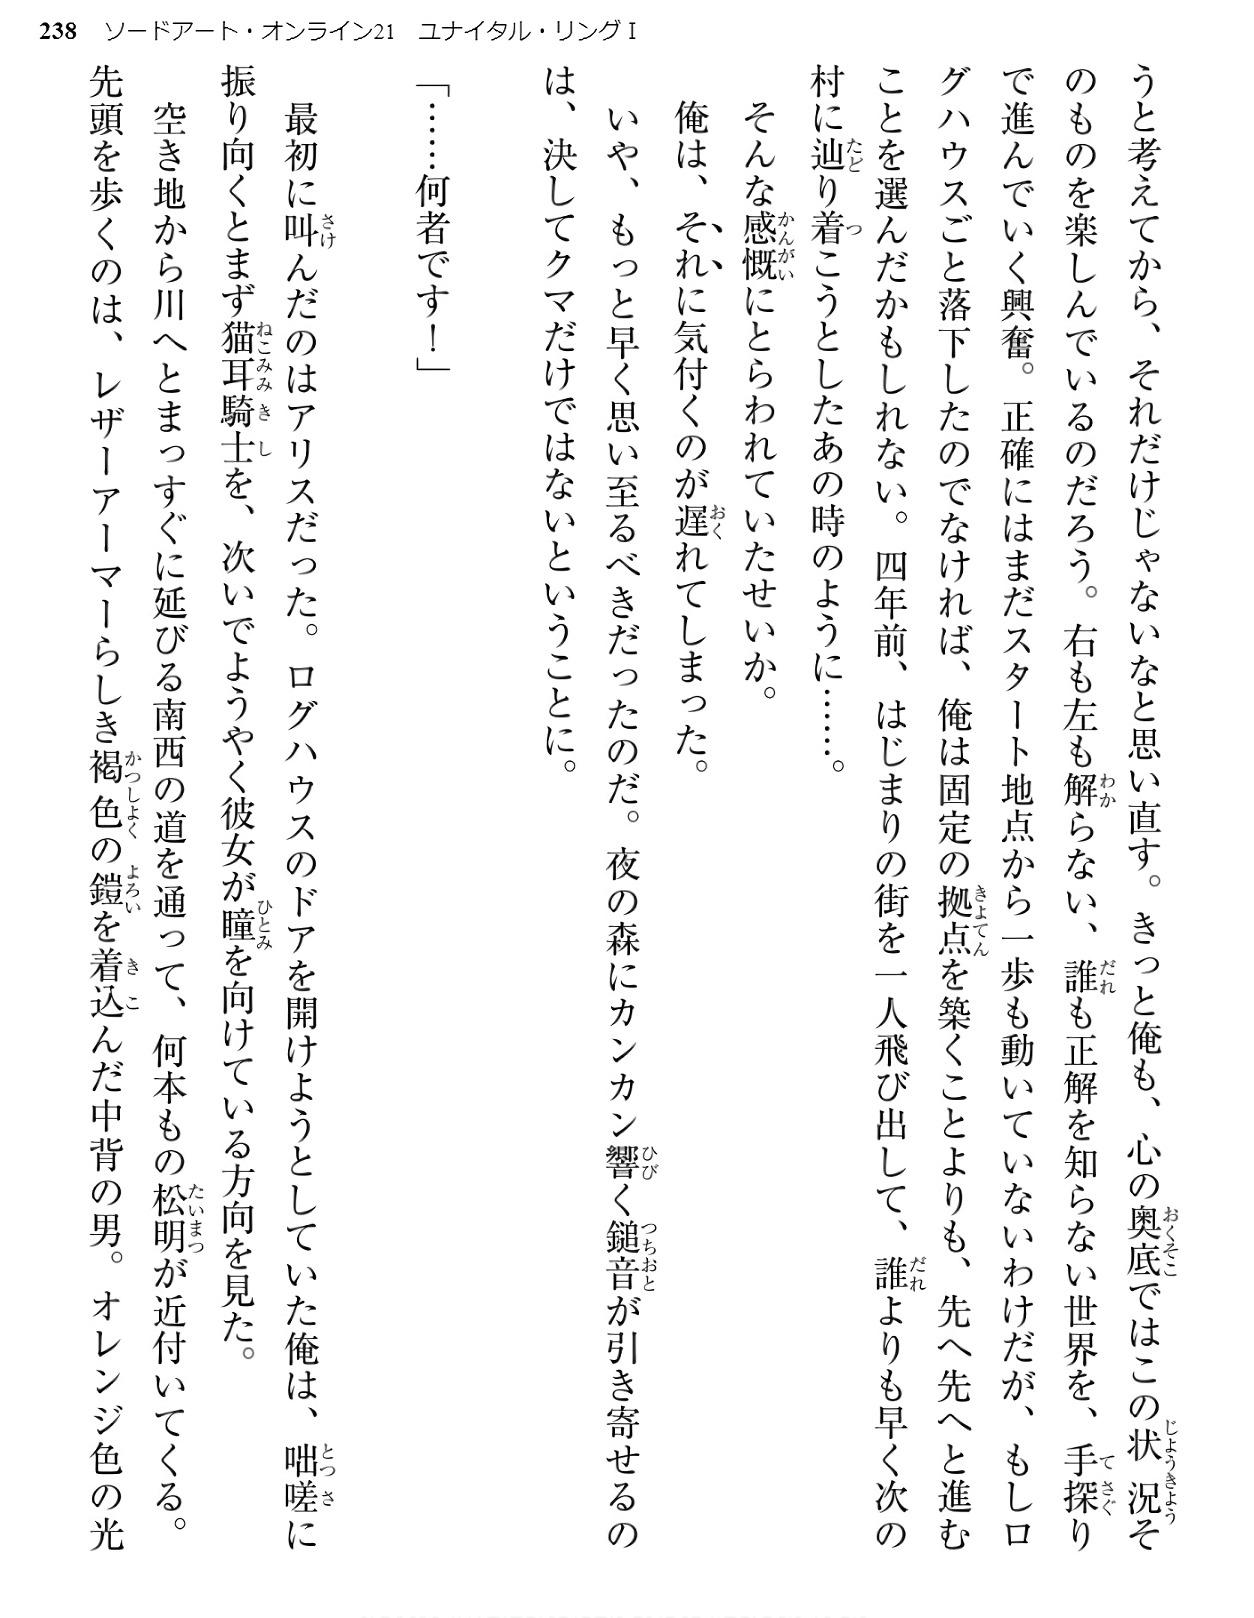 238 ソードアート・オンライン21 ユナイタル・リングⅠ
うと考えてから、それだけじゃないなと思い直す。きっと俺も、心の奥底ではこの状況そ
のものを楽しんでいるのだろう。右も左も解らない、誰も正解を知らない世界を、手探り
で進んでいく興奮。正確にはまだスタート地点から一歩も動いていないわけだが、もしロ
グハウスごと落下したのでなければ、俺は固定の拠点を築くことよりも、先へ先へと進む
ことを選んだかもしれない。四年前、はじまりの街を一人飛び出して、誰よりも早く次の
村に辿り着こうとしたあの時のように……。
そんな感慨にとらわれていたせいか。
俺は、それに気付くのが遅れてしまった。
いや、もっと早く思い至るべきだったのだ。夜の森にカンカン響く鎚音が引き寄せるの
は、決してクマだけではないということに。
「……何者です！」
最初に叫んだのはアリスだった。ログハウスのドアを開けようとしていた俺は、咄嗟に
振り向くとまず猫耳騎士を、次いでようやく彼女が瞳を向けている方向を見た。
空き地から川へとまっすぐに延びる南西の道を通って、何本もの松明が近付いてくる。
先頭を歩くのは、レザーアーマーらしき褐色の鎧を着込んだ中背の男。オレンジ色の光